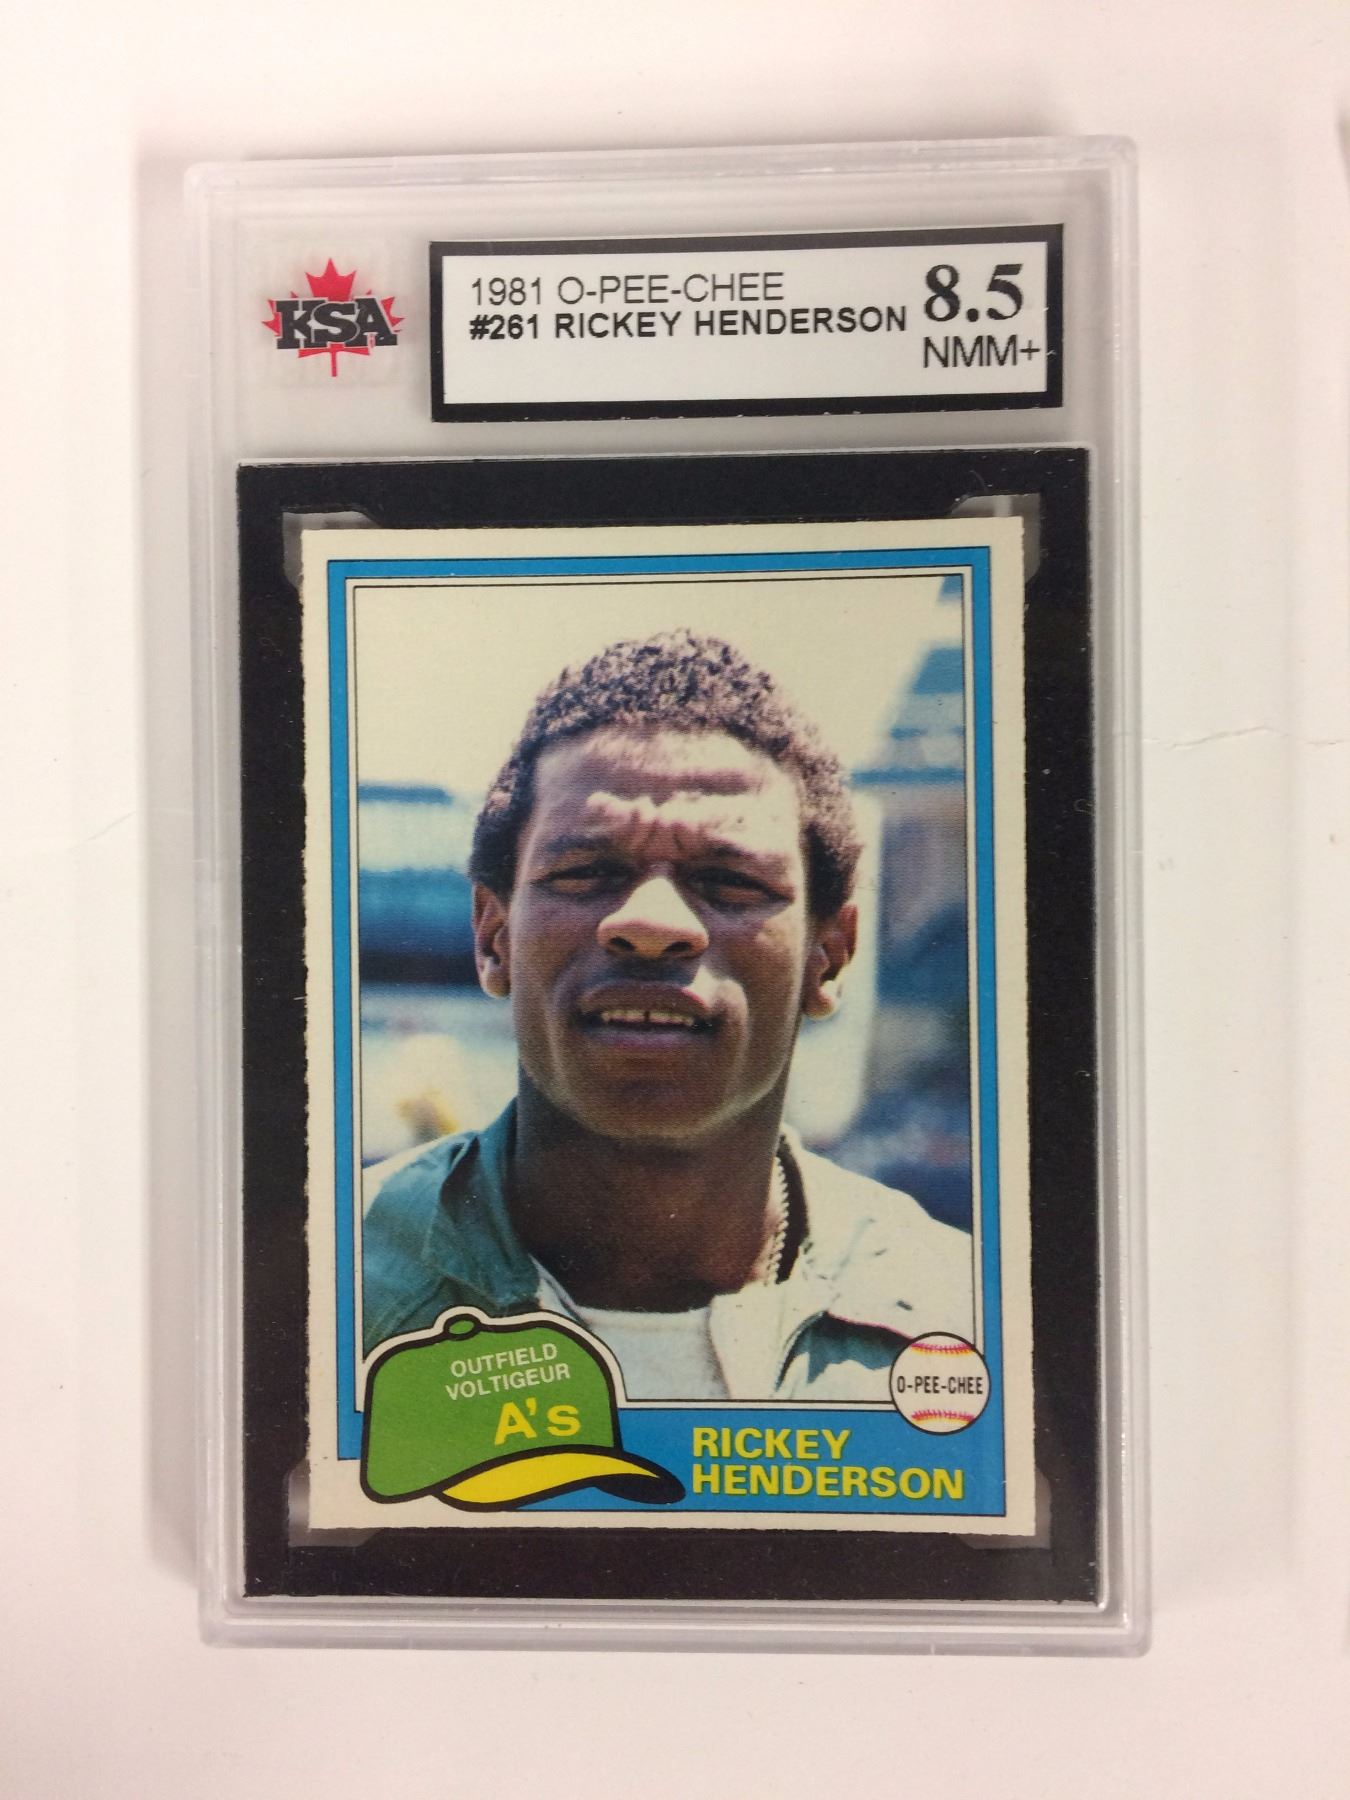 KSA
1981 O-PEE-CHEE
#261 RICKEY HENDERSON
8.5
NMM+
OUTFIELD
VOLTIGEUR
A's
O-PEE-CHEE
RICKEY
HENDERSON